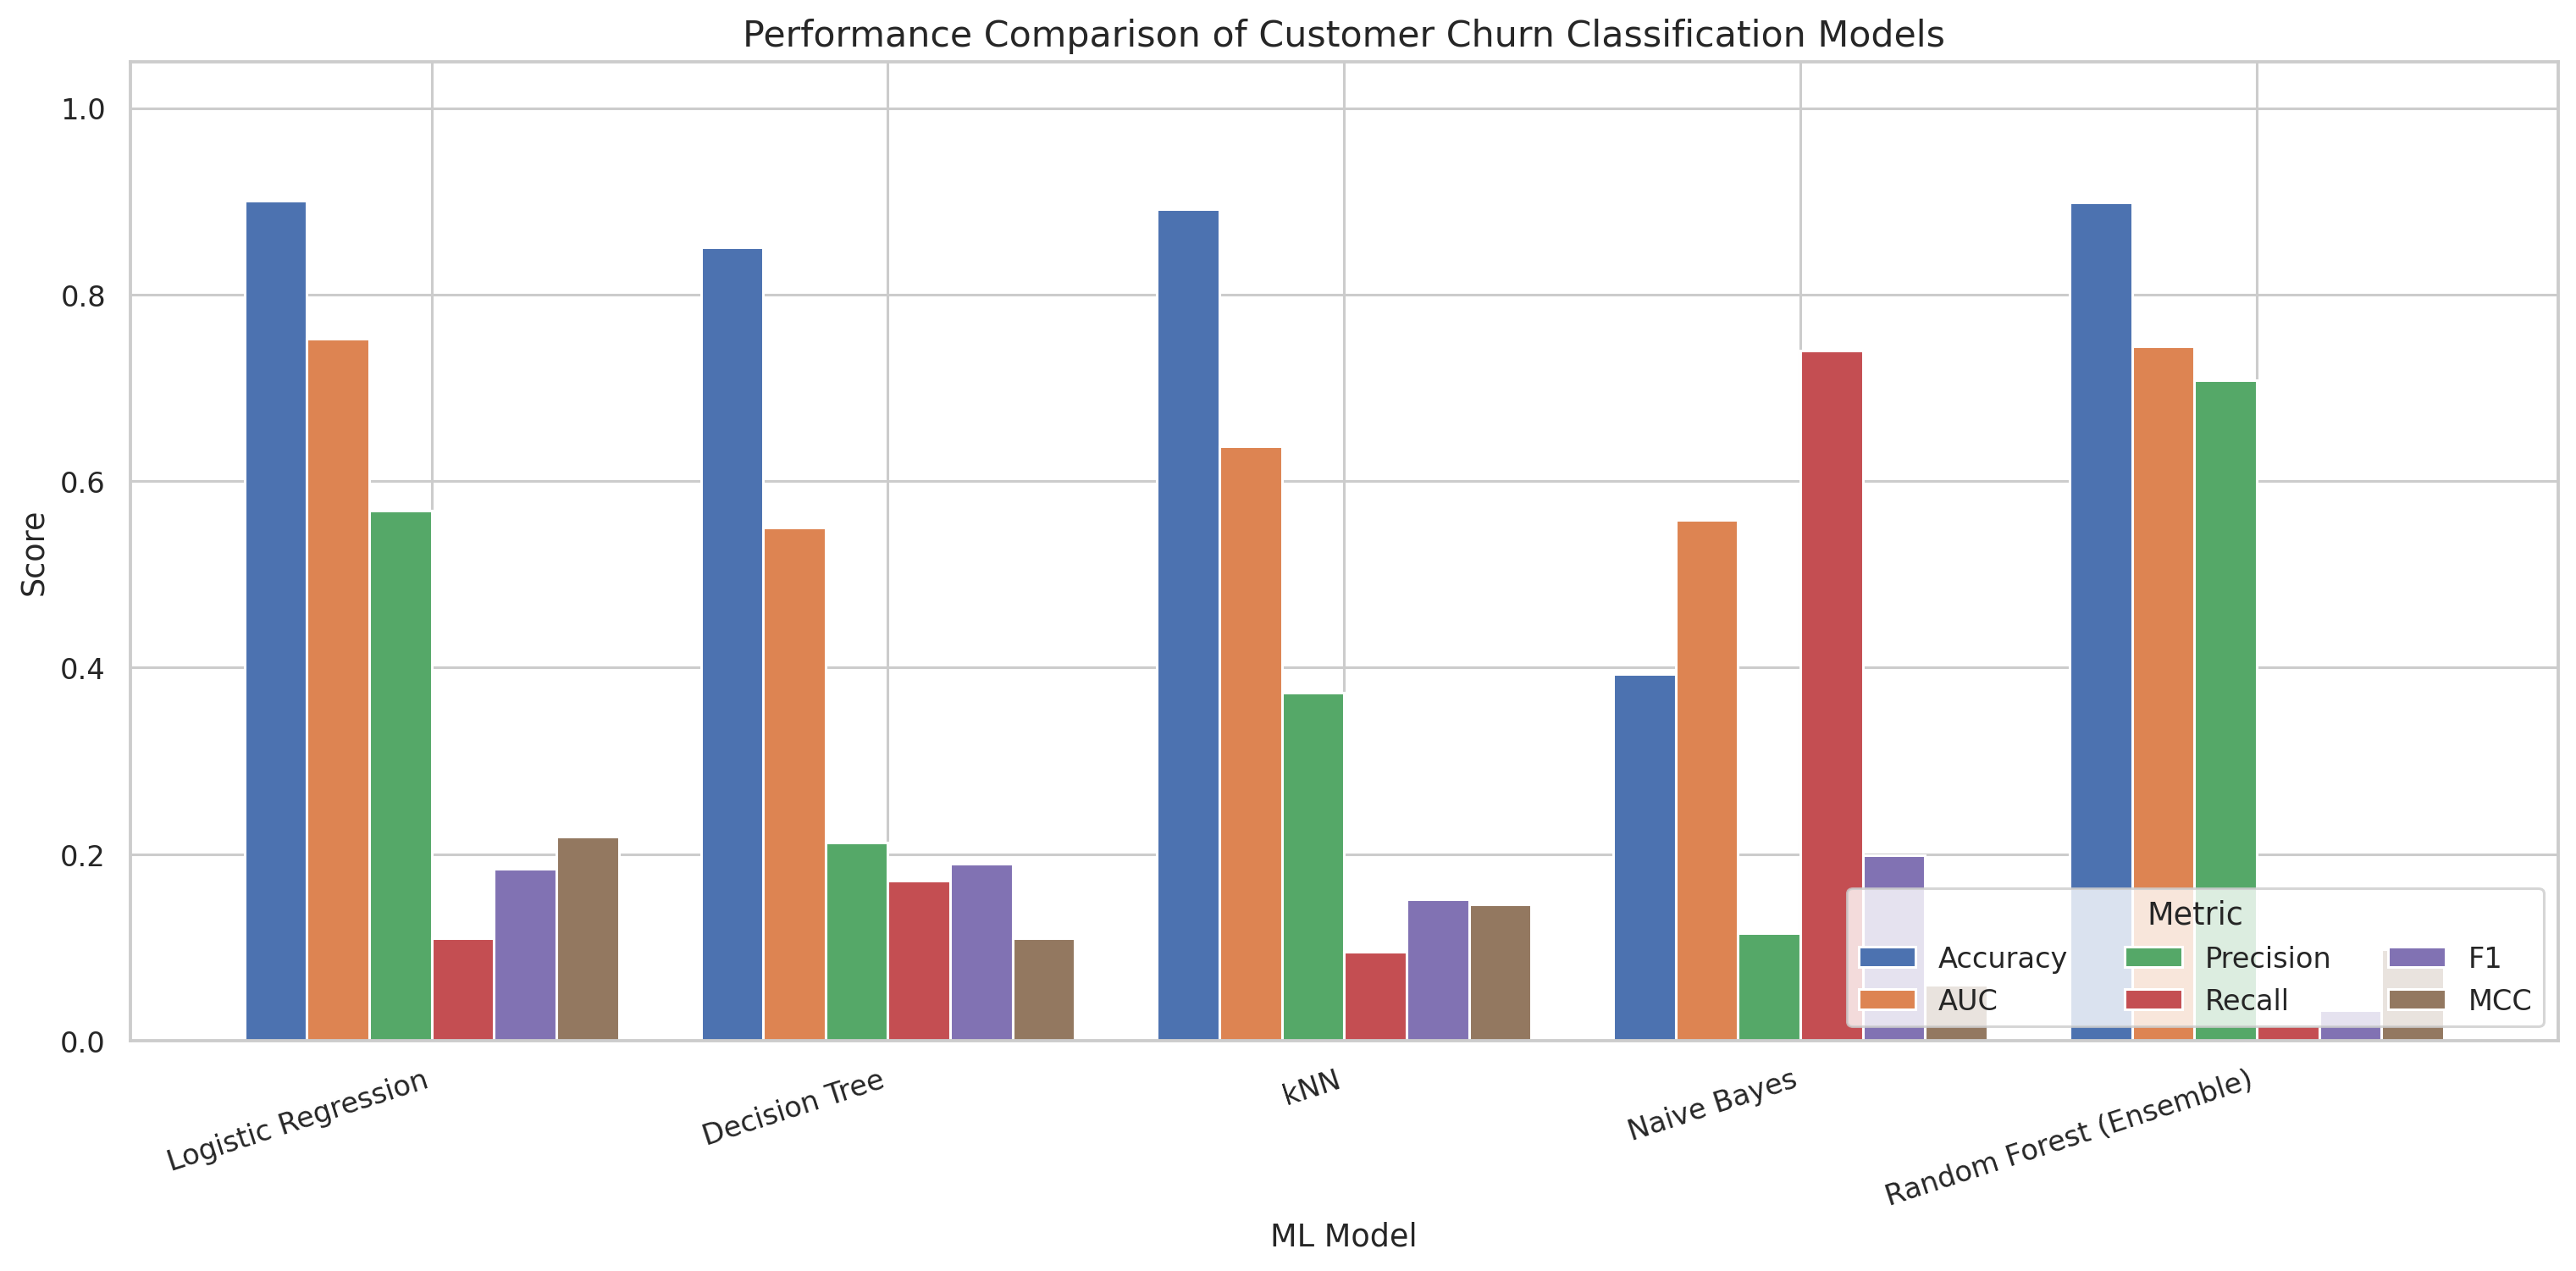 Performance Comparison of Customer Churn Classification Models
1.0
0.8
0.6
0.4
0.2
0.0
Score
Metric
Accuracy Precision F1
AUC Recall MCC
Logistic Regression
Decision Tree
kNN
Naive Bayes
Random Forest (Ensemble)
ML Model